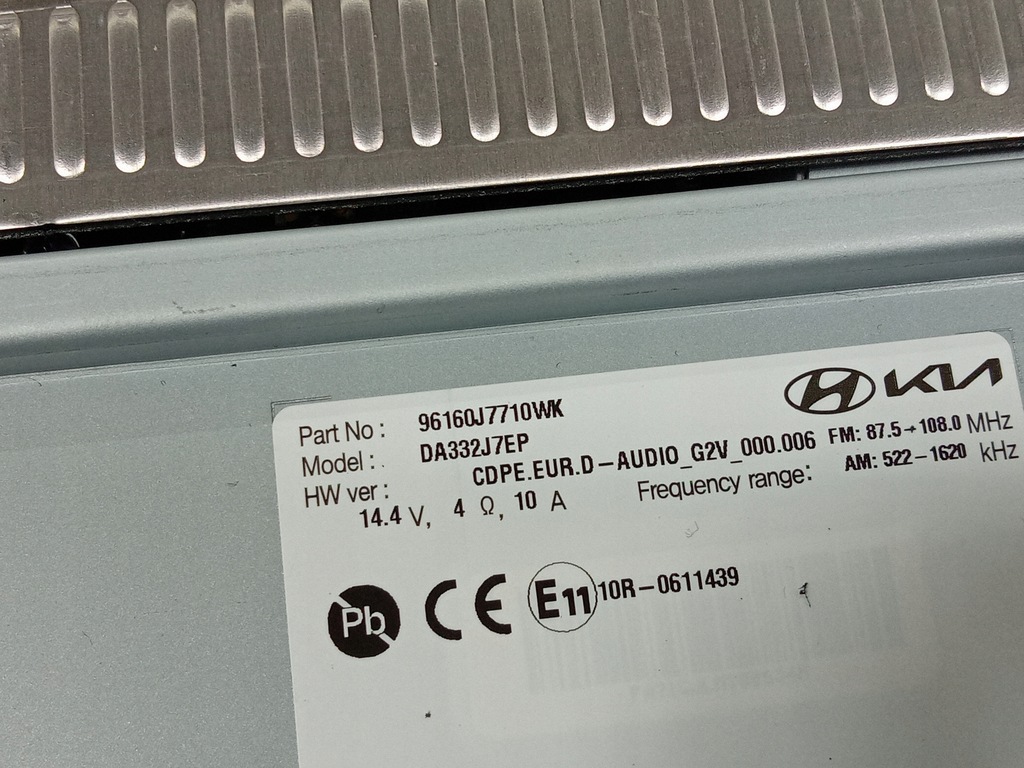 KIA
Part No : 96160J7710WK
Model : DA332J7EP
HW ver : CDPE.EUR.D-AUDIO_G2V_000.006
FM: 87.5→108.0 MHz
14.4 V, 4 Ω, 10 A
Frequency range: AM: 522-1620 kHz
Pb CE E11 10R-0611439